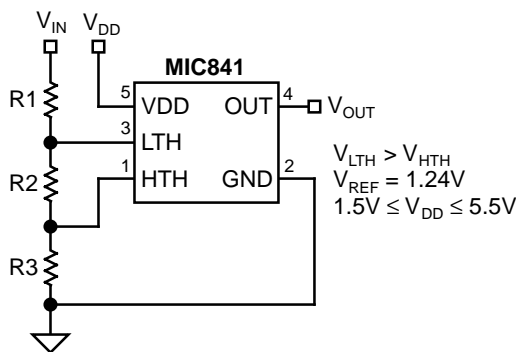 V_IN V_DD
MIC841
R1
5 VDD OUT 4 V_OUT
3 LTH
R2
1 HTH GND 2
V_LTH > V_HTH
V_REF = 1.24V
1.5V ≤ V_DD ≤ 5.5V
R3